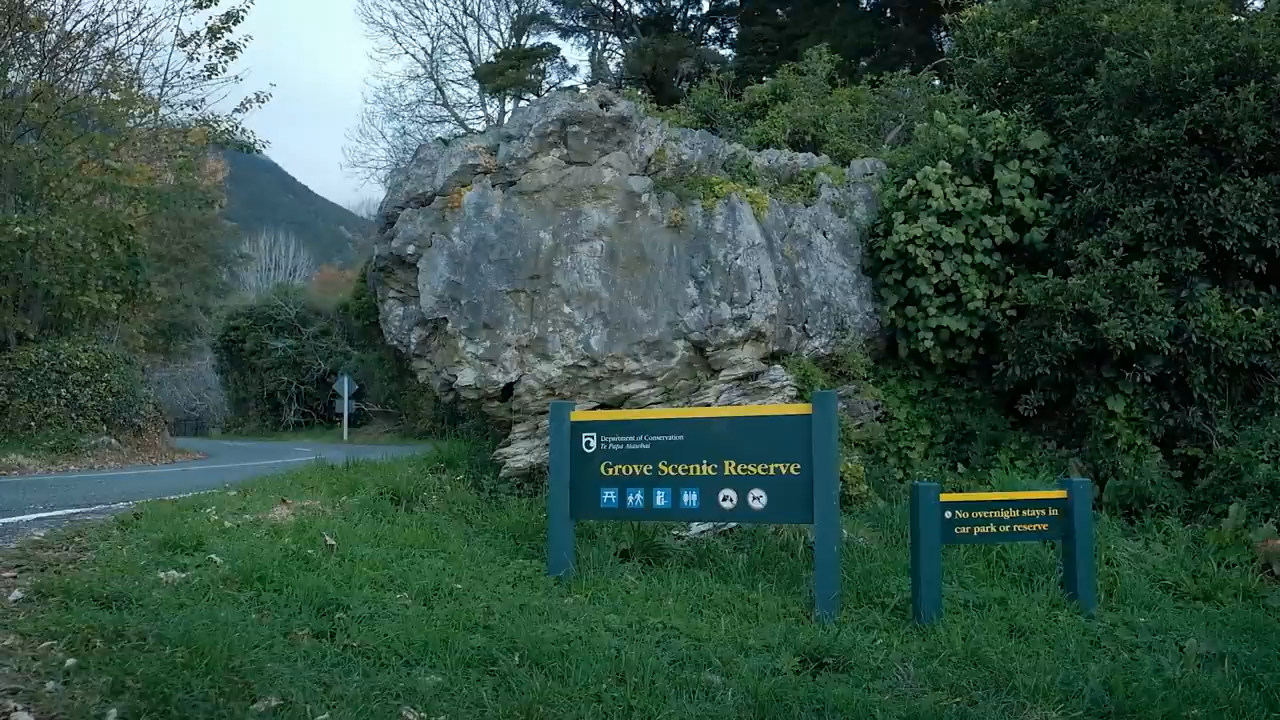 Department of Conservation
Te Papa Atawhai
Grove Scenic Reserve
No overnight stays in
car park or reserve